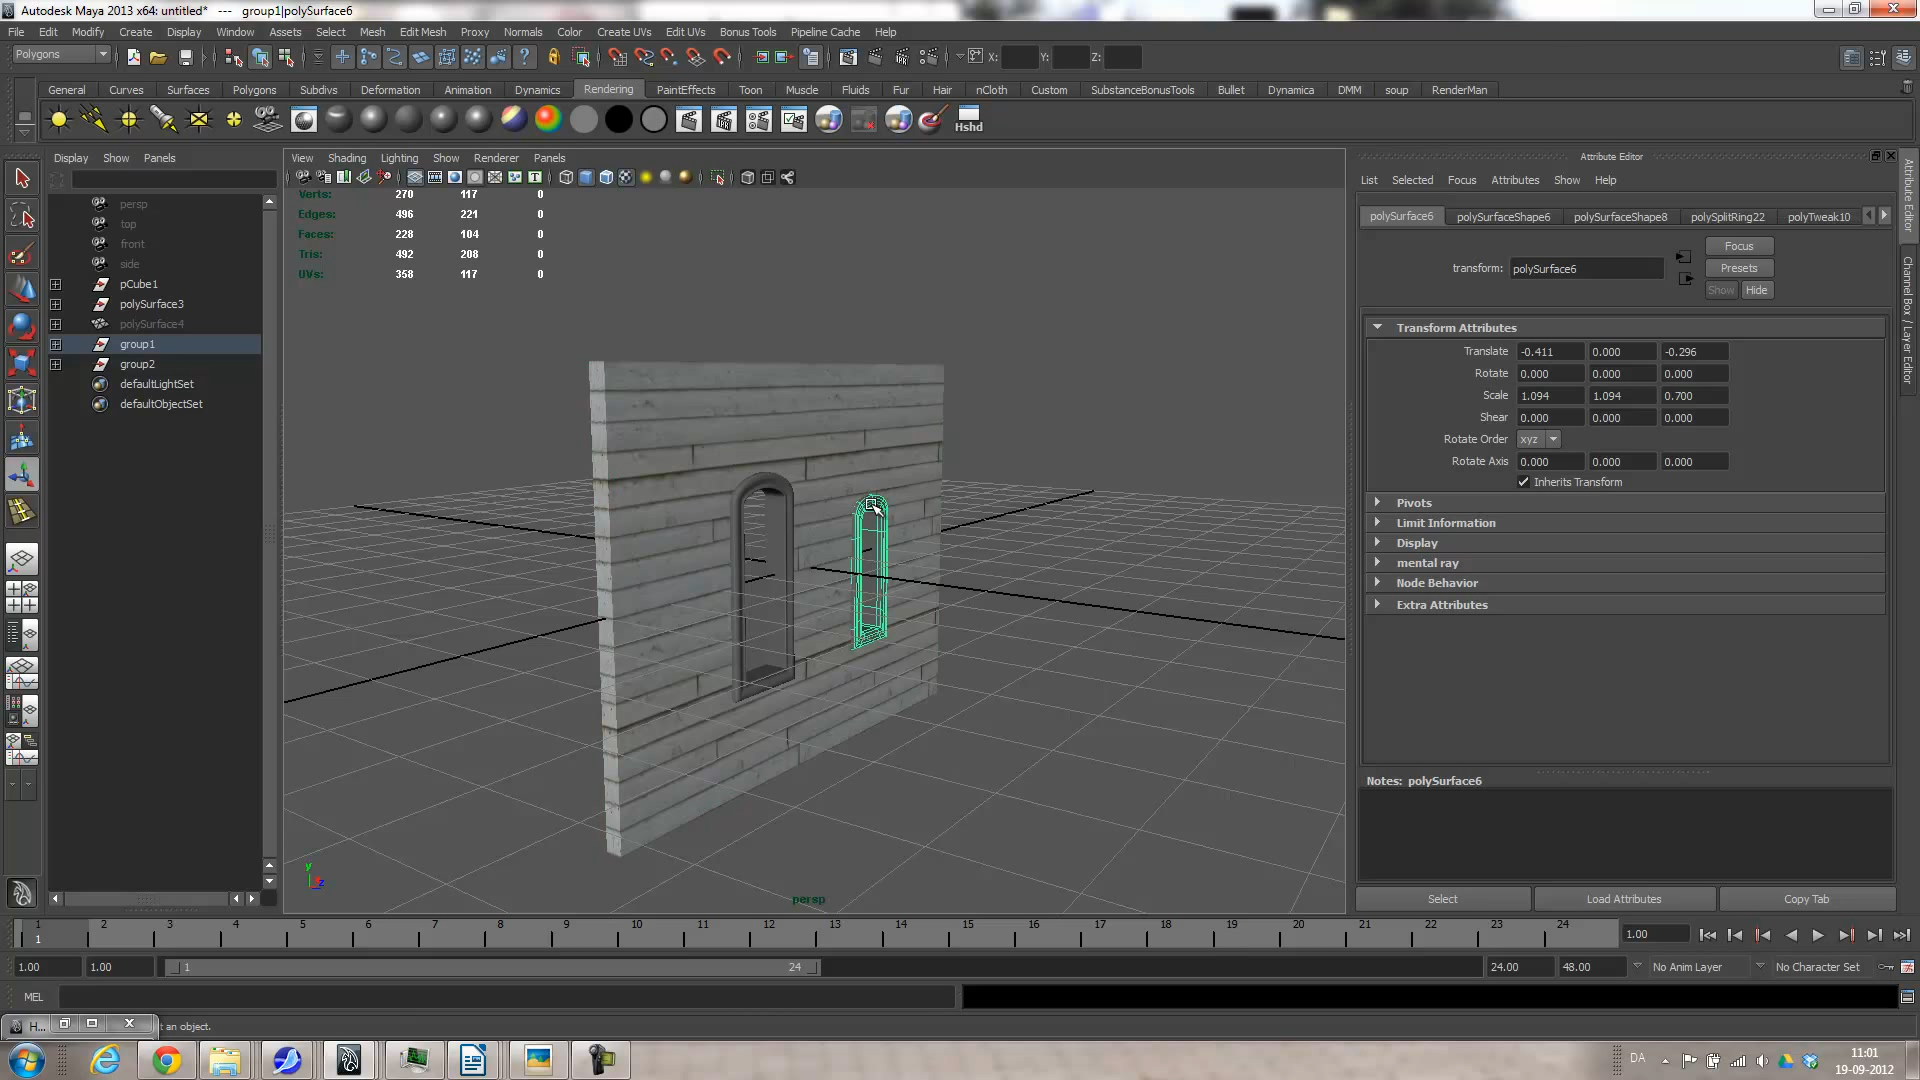 Autodesk Maya 2013 x64: untitled*   ---   group1|polySurface6
File Edit Modify Create Display Window Assets Select Mesh Edit Mesh Proxy Normals Color Create UVs Edit UVs Bonus Tools Pipeline Cache Help
Polygons X: Y: Z:
General Curves Surfaces Polygons Subdivs Deformation Animation Dynamics Rendering PaintEffects Toon Muscle Fluids Fur Hair nCloth Custom SubstanceBonusTools Bullet Dynamica DMM soup RenderMan
Hshd
Display Show Panels
View Shading Lighting Show Renderer Panels
persp
top
front
side
pCube1
polySurface3
polySurface4
group1
group2
defaultLightSet
defaultObjectSet
Verts: 270 117 0
Edges: 496 221 0
Faces: 228 104 0
Tris: 492 208 0
UVs: 358 117 0
y
z
persp
Attribute Editor
List Selected Focus Attributes Show Help
polySurface6 polySurfaceShape6 polySurfaceShape8 polySplitRing22 polyTweak10
transform: polySurface6
Focus
Presets
Show Hide
Transform Attributes
Translate -0.411 0.000 -0.296
Rotate 0.000 0.000 0.000
Scale 1.094 1.094 0.700
Shear 0.000 0.000 0.000
Rotate Order xyz
Rotate Axis 0.000 0.000 0.000
Inherits Transform
Pivots
Limit Information
Display
mental ray
Node Behavior
Extra Attributes
Notes: polySurface6
Select Load Attributes Copy Tab
Attribute Editor
Channel Box / Layer Editor
1 2 3 4 5 6 7 8 9 10 11 12 13 14 15 16 17 18 19 20 21 22 23 24
1
1.00
1.00 1.00 1 24 24.00 48.00 No Anim Layer No Character Set
MEL
H... t an object.
DA 11:01
19-09-2012